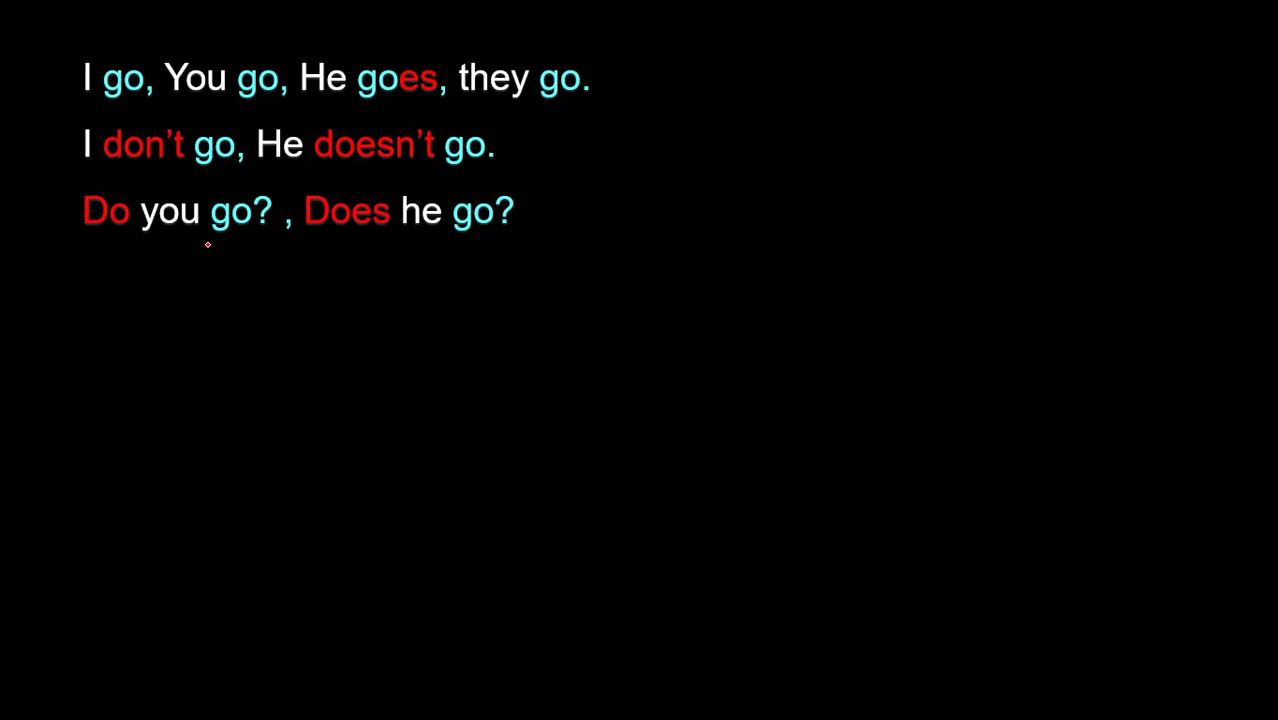 I go, You go, He goes, they go.
I don’t go, He doesn’t go.
Do you go? , Does he go?